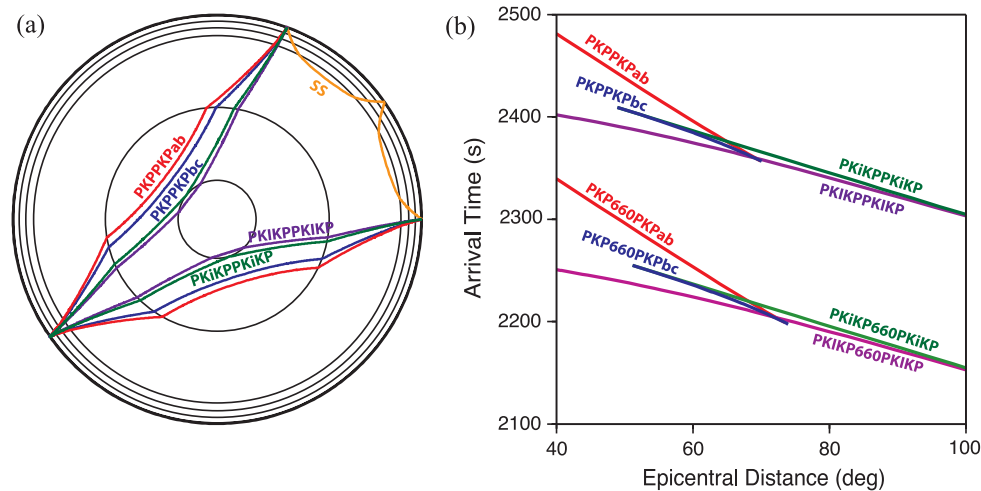 (a)
SS
PKPPKPab
PKPPKPbc
PKIKPPKIKP
PKiKPPKiKP
(b)
2500
2400
2300
2200
2100
Arrival Time (s)
PKPPKPab
PKPPKPbc
PKiKPPKiKP
PKIKPPKIKP
PKP660PKPab
PKP660PKPbc
PKiKP660PKiKP
PKIKP660PKIKP
40 60 80 100
Epicentral Distance (deg)